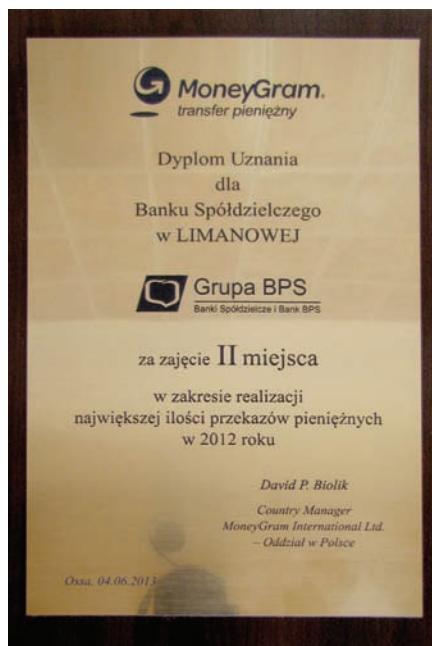 MoneyGram.
transfer pieniężny
Dyplom Uznania
dla
Banku Spółdzielczego
w LIMANOWEJ
Grupa BPS
Banki Spółdzielcze i Bank BPS
za zajęcie II miejsca
w zakresie realizacji
największej ilości przekazów pieniężnych
w 2012 roku
David P. Biolik
Country Manager
MoneyGram International Ltd.
– Oddział w Polsce
Ossa, 04.06.2013